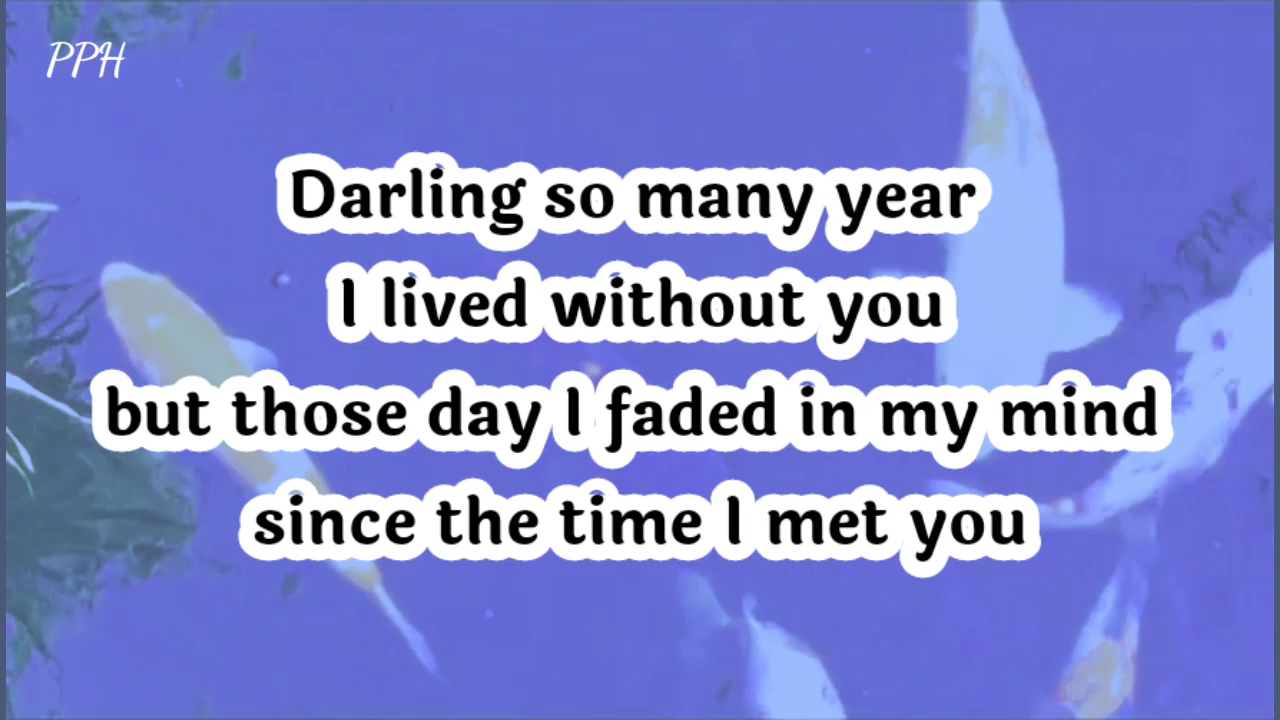 PPH
Darling so many year
I lived without you
but those day I faded in my mind
since the time I met you